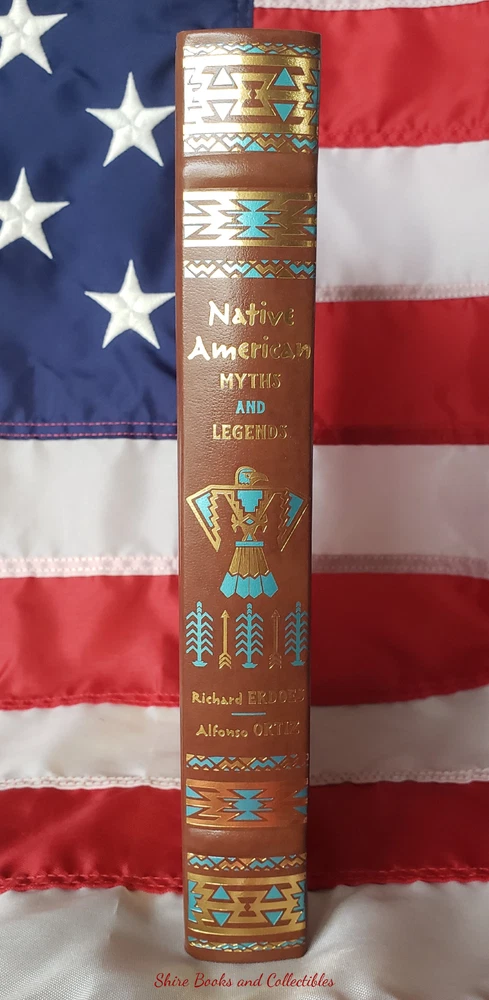 Native
American
MYTHS
AND
LEGENDS
Richard ERDOES
Alfonso ORTIZ
Shire Books and Collectibles